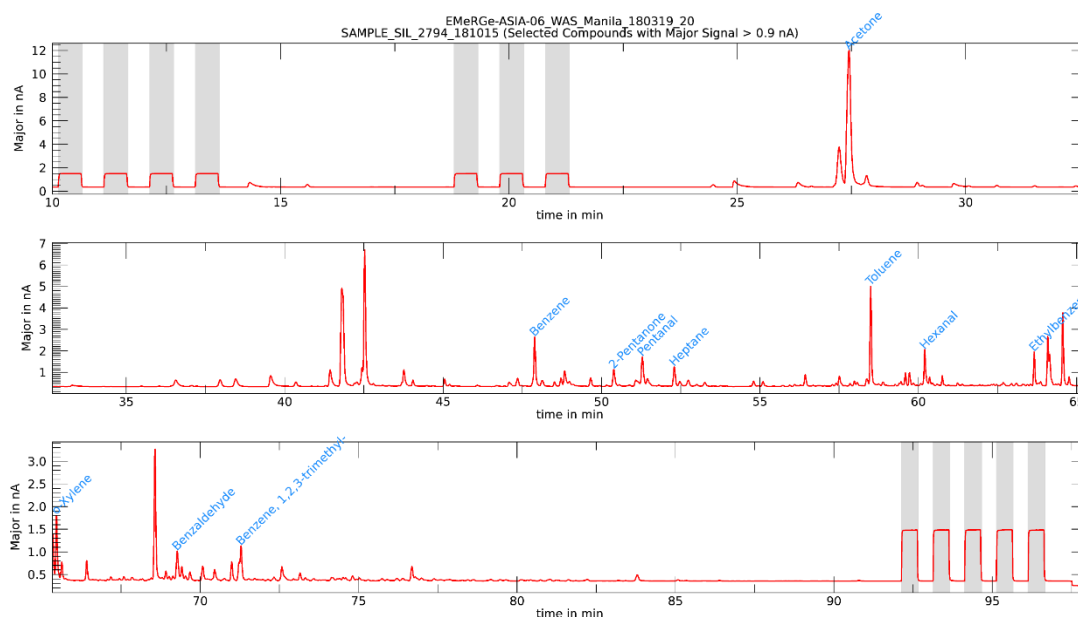 EMeRGe-ASIA-06_WAS_Manila_180319_20
SAMPLE_SIL_2794_181015 (Selected Compounds with Major Signal > 0.9 nA)
Acetone
Major in nA
12
10
8
6
4
2
0
10 15 20 25 30
time in min
Major in nA
7
6
5
4
3
2
1
Benzene
2-Pentanone
Pentanal
Heptane
Toluene
Hexanal
Ethylbenzene
35 40 45 50 55 60 65
time in min
Major in nA
3.0
2.5
2.0
1.5
1.0
0.5
Xylene
Benzaldehyde
Benzene, 1,2,3-trimethyl-
70 75 80 85 90 95
time in min